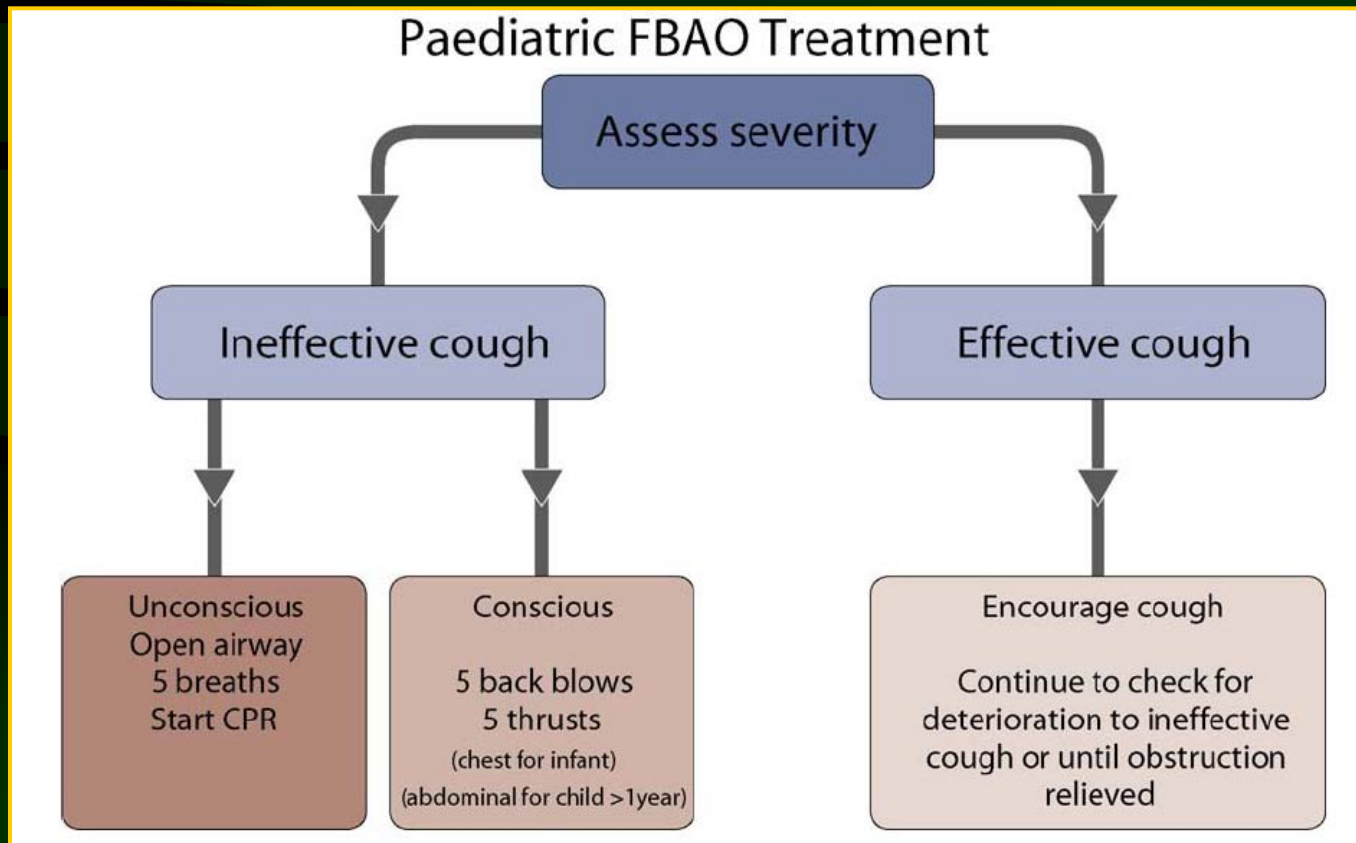 Paediatric FBAO Treatment
Assess severity
Ineffective cough
Effective cough
Unconscious
Open airway
5 breaths
Start CPR
Conscious
5 back blows
5 thrusts
(chest for infant)
(abdominal for child >1year)
Encourage cough
Continue to check for
deterioration to ineffective
cough or until obstruction
relieved